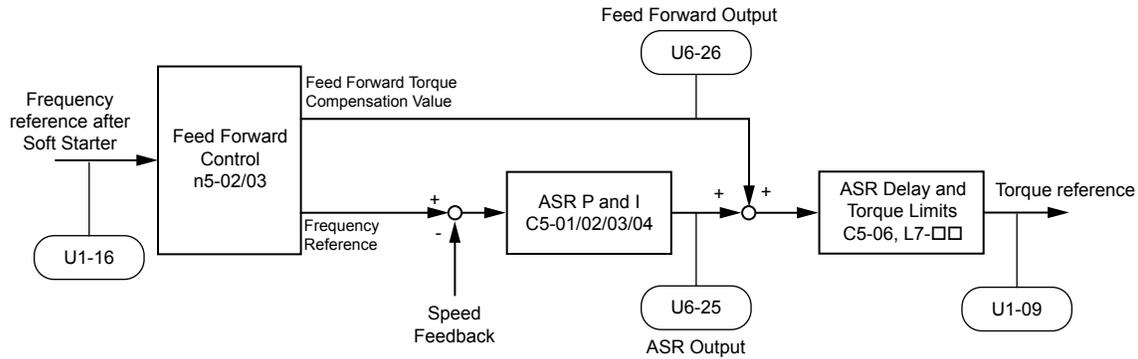 Feed Forward Output
U6-26
Feed Forward Torque
Compensation Value
Frequency
reference after
Soft Starter
Feed Forward
Control
n5-02/03
U1-16
Frequency
Reference
+
-
Speed
Feedback
ASR P and I
C5-01/02/03/04
+
+
U6-25
ASR Output
ASR Delay and
Torque Limits
C5-06, L7-□□
Torque reference
U1-09